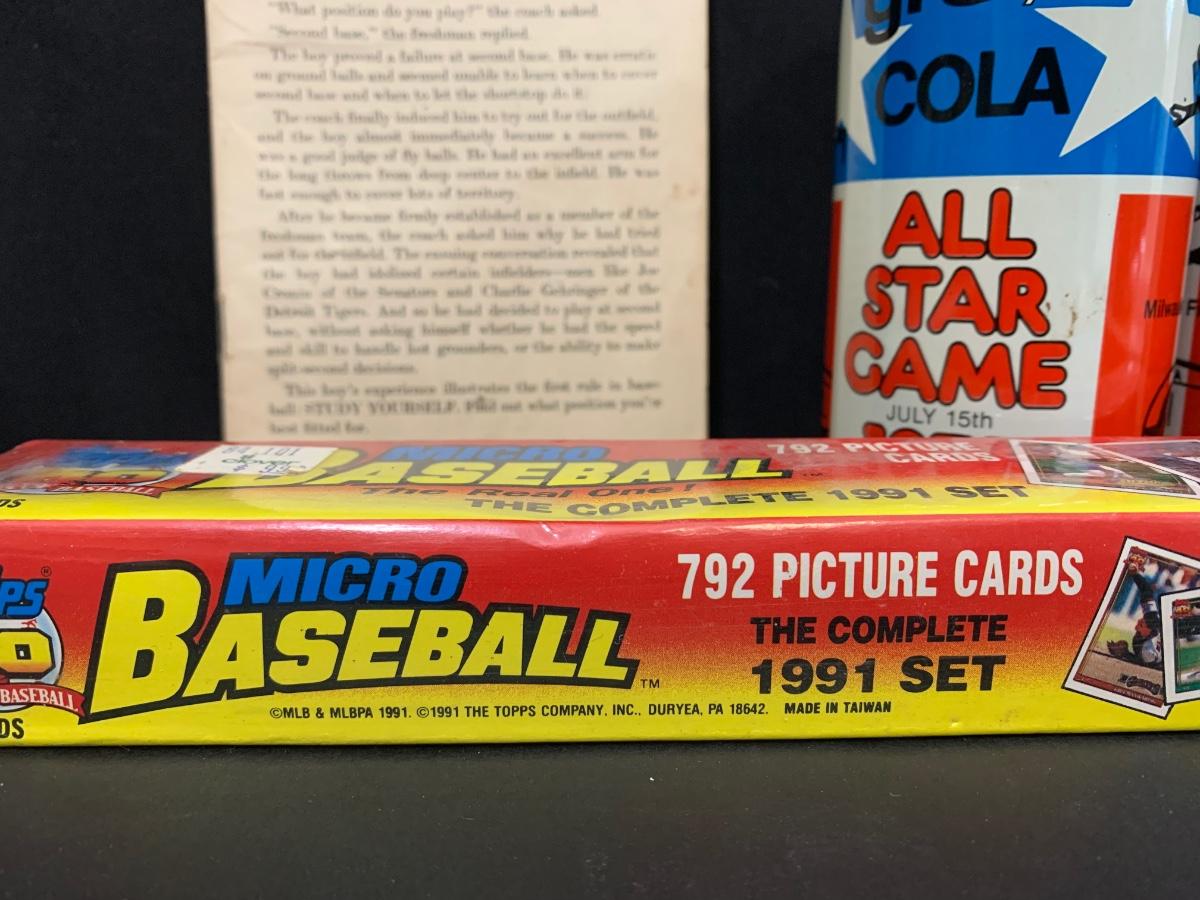 "What position do you play?" the coach asked.
"Second base," the freshman replied.
The boy proved a failure at second base. He was erratic
on ground balls and seemed unable to learn when to cover
second base and when to let the shortstop do it.
The coach finally induced him to try out for the outfield,
and the boy almost immediately became a success. He
was a good judge of fly balls. He had an excellent arm for
the long throws from deep center to the infield. He was
fast enough to cover lots of territory.
After he became firmly established as a member of the
freshman team, the coach asked him why he had tried
out for the infield. The ensuing conversation revealed that
the boy had idolized certain infielders—men like Joe
Cronin of the Senators and Charlie Gehringer of the
Detroit Tigers. And so he had decided to play at second
base, without asking himself whether he had the speed
and skill to handle hot grounders, or the ability to make
split-second decisions.
This boy's experience illustrates the first rule in base-
ball: STUDY YOURSELF. Find out what position you're
best fitted for.
COLA
ALL
STAR
GAME
JULY 15th
MICRO
BASEBALL™
The Real One!
792 PICTURE
CARDS
THE COMPLETE 1991 SET
BASEBALL
DS
MICRO
BASEBALL™
792 PICTURE CARDS
THE COMPLETE
1991 SET
BASEBALL
©MLB & MLBPA 1991. ©1991 THE TOPPS COMPANY, INC., DURYEA, PA 18642. MADE IN TAIWAN
DS